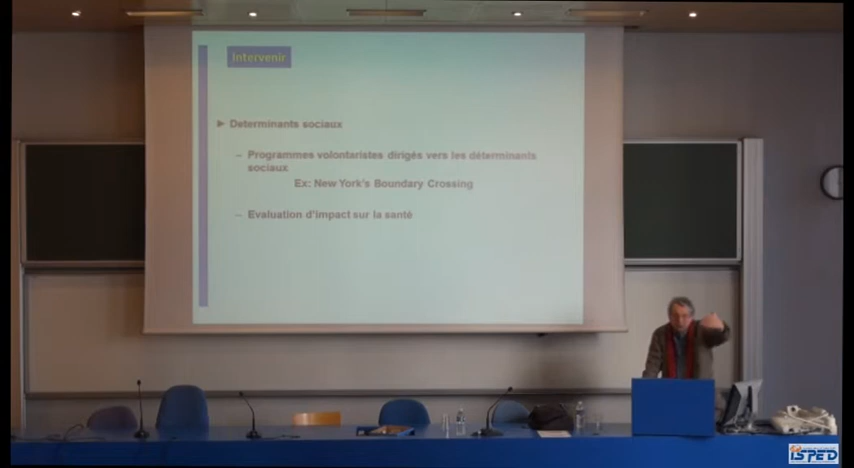 Intervenir
► Determinants sociaux
– Programmes volontaristes dirigés vers les déterminants
sociaux
Ex: New York's Boundary Crossing
– Evaluation d'impact sur la santé
ISPED